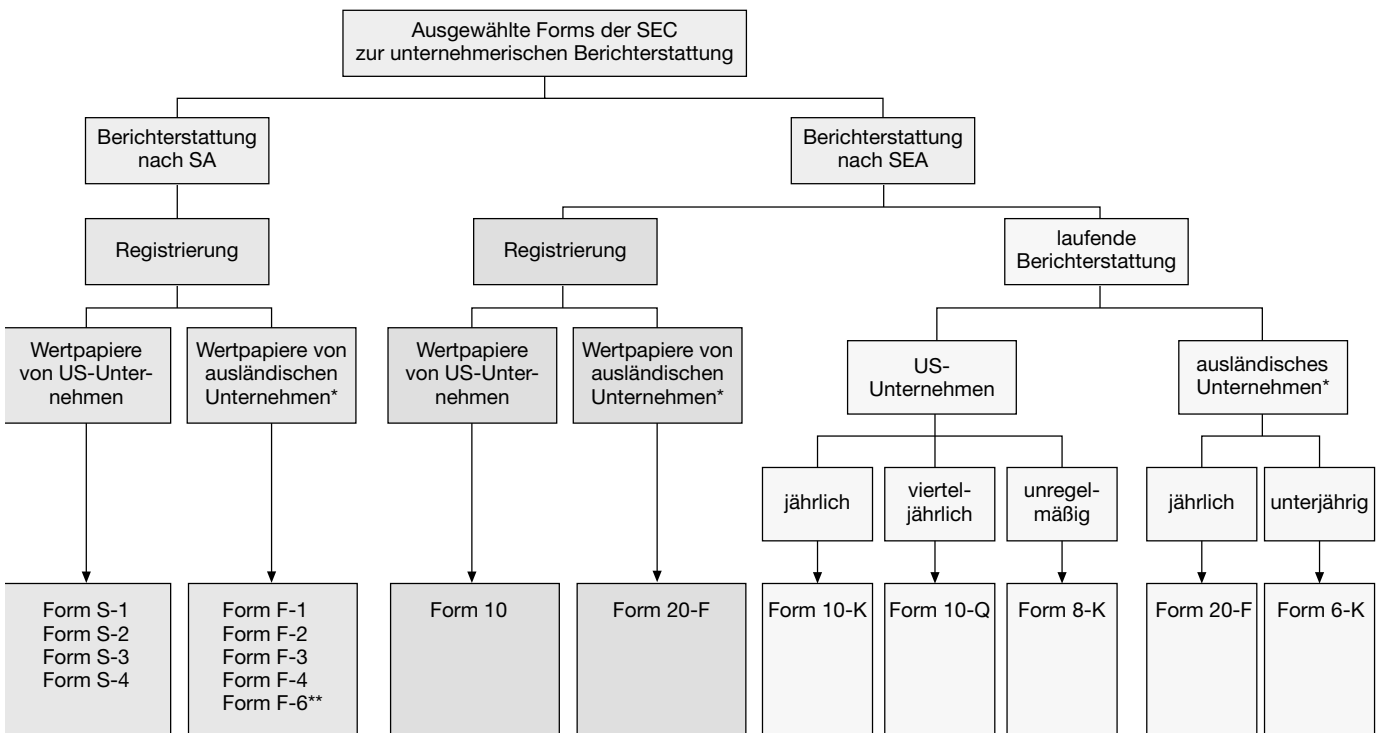 Ausgewählte Forms der SEC
zur unternehmerischen Berichterstattung
Berichterstattung
nach SA
Berichterstattung
nach SEA
Registrierung
Registrierung
laufende
Berichterstattung
Wertpapiere
von US-Unter-
nehmen
Wertpapiere von
ausländischen
Unternehmen*
Wertpapiere
von US-Unter-
nehmen
Wertpapiere von
ausländischen
Unternehmen*
US-
Unternehmen
ausländisches
Unternehmen*
jährlich
viertel-
jährlich
unregel-
mäßig
jährlich
unterjährig
Form S-1
Form S-2
Form S-3
Form S-4
Form F-1
Form F-2
Form F-3
Form F-4
Form F-6**
Form 10
Form 20-F
Form 10-K
Form 10-Q
Form 8-K
Form 20-F
Form 6-K